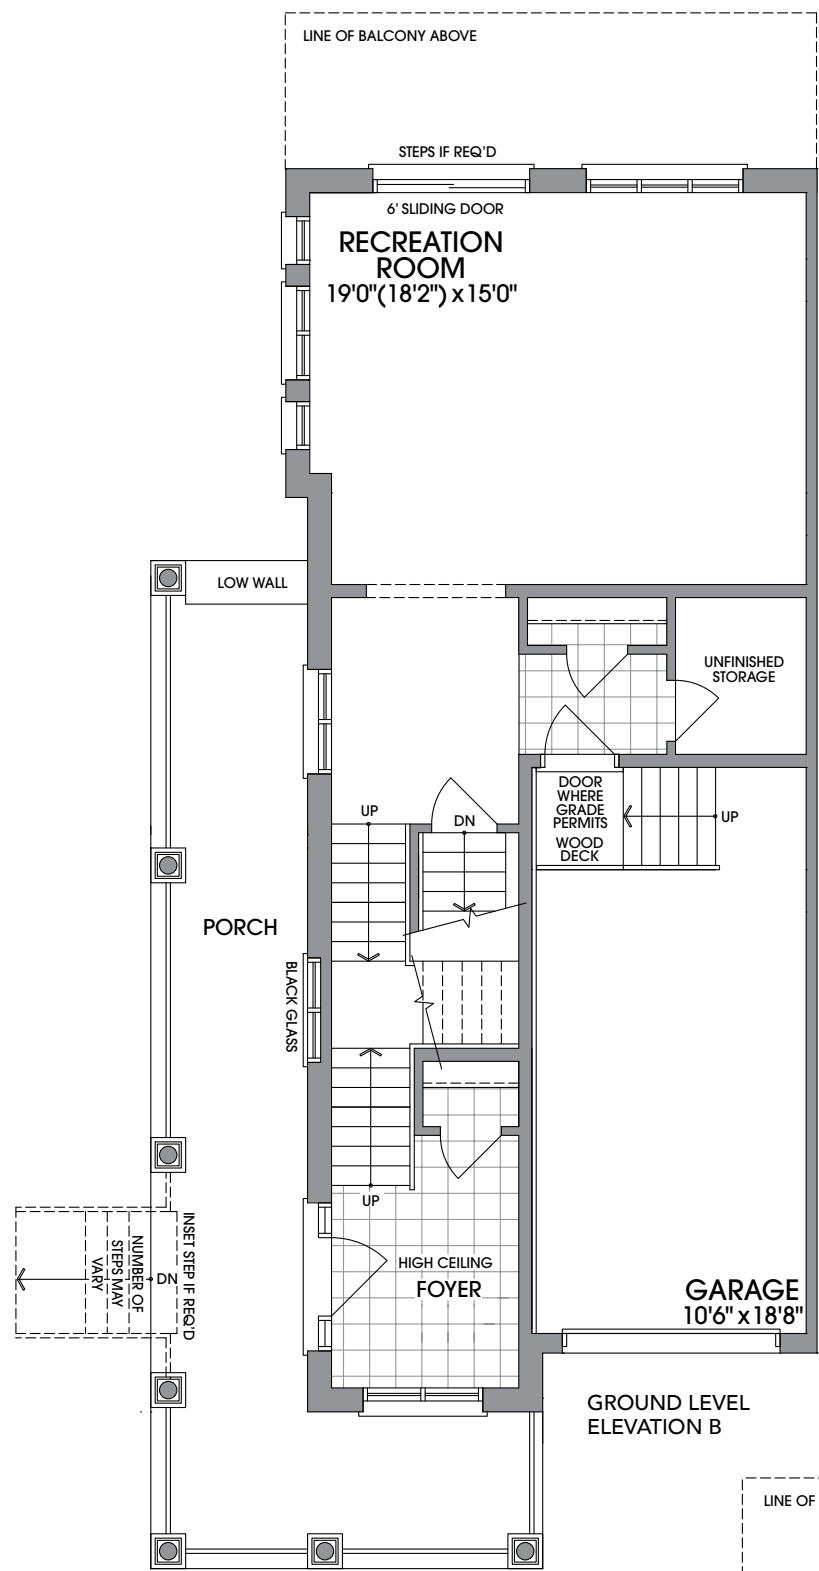 LINE OF BALCONY ABOVE
STEPS IF REQ'D
6' SLIDING DOOR
RECREATION
ROOM
19'0"(18'2") x 15'0"
LOW WALL
UNFINISHED
STORAGE
DOOR
WHERE
GRADE
PERMITS
WOOD
DECK
UP
UP
DN
PORCH
BLACK GLASS
UP
HIGH CEILING
FOYER
INSET STEP IF REQ'D
DN
NUMBER OF
STEPS MAY
VARY
GARAGE
10'6" x 18'8"
GROUND LEVEL
ELEVATION B
LINE OF